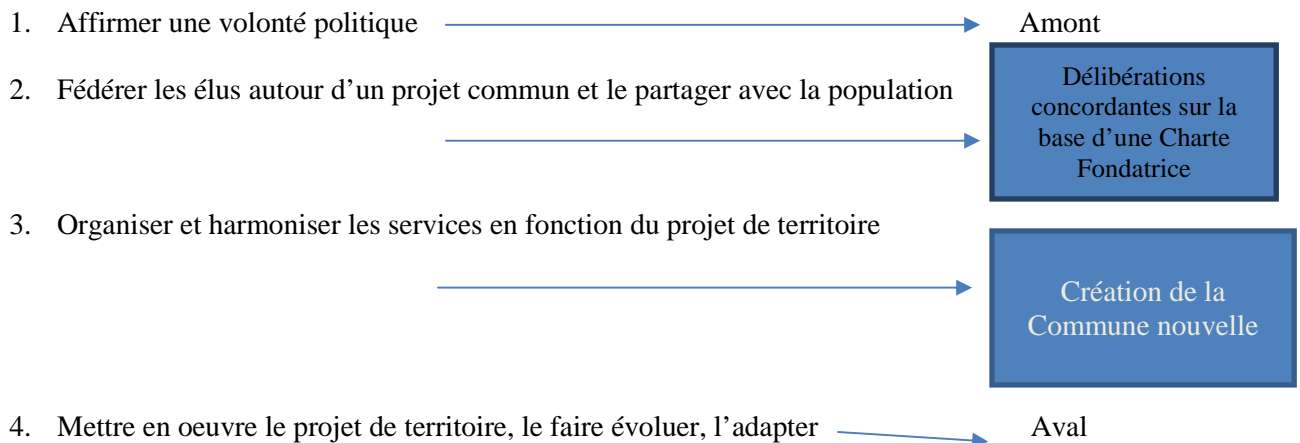 1. Affirmer une volonté politique Amont
2. Fédérer les élus autour d'un projet commun et le partager avec la population
Délibérations
concordantes sur la
base d'une Charte
Fondatrice
3. Organiser et harmoniser les services en fonction du projet de territoire
Création de la
Commune nouvelle
4. Mettre en oeuvre le projet de territoire, le faire évoluer, l'adapter Aval